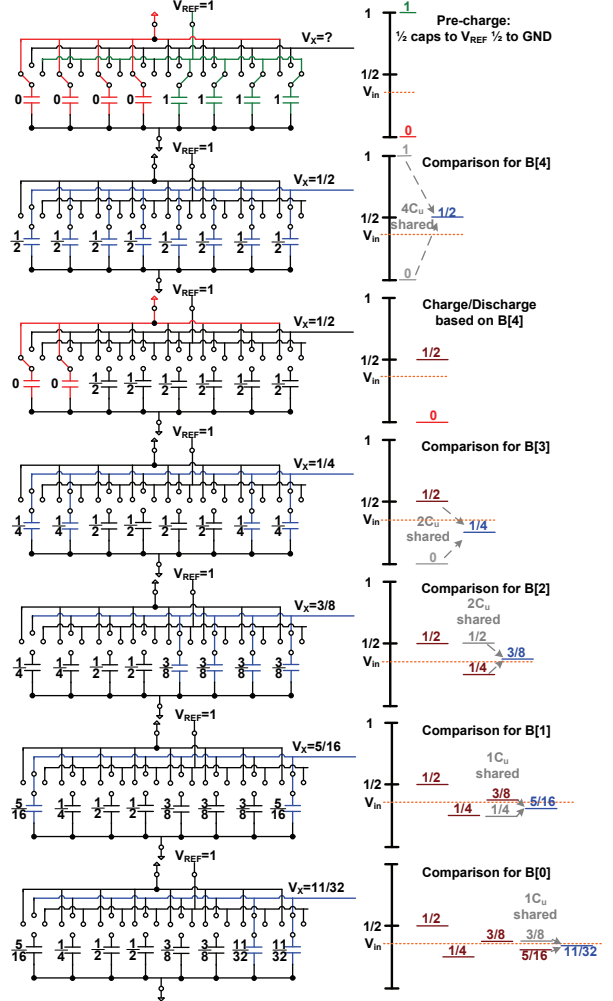 V_REF=1
V_X=?
0 0 0 0 1 1 1 1
1
1
1/2
V_in
0
Pre-charge:
½ caps to V_REF ½ to GND
V_REF=1
V_X=1/2
1/2 1/2 1/2 1/2 1/2 1/2 1/2 1/2
1
1
1/2
V_in
4C_u
shared
1/2
0
Comparison for B[4]
V_REF=1
V_X=1/2
0 0 1/2 1/2 1/2 1/2 1/2 1/2
1
1/2
V_in
1/2
0
Charge/Discharge
based on B[4]
V_REF=1
V_X=1/4
1/4 1/4 1/2 1/2 1/2 1/2 1/4 1/4
1
1/2
V_in
1/2
2C_u
shared
1/4
0
Comparison for B[3]
V_REF=1
V_X=3/8
1/4 1/4 1/2 1/2 3/8 3/8 3/8 3/8
1
1/2
V_in
Comparison for B[2]
2C_u
shared
1/2
1/2
3/8
1/4
V_REF=1
V_X=5/16
5/16 1/4 1/2 1/2 3/8 3/8 3/8 5/16
1
1/2
V_in
Comparison for B[1]
1C_u
shared
1/2
3/8
5/16
1/4
1/4
V_REF=1
V_X=11/32
5/16 1/4 1/2 1/2 3/8 3/8 11/32 11/32
1
1/2
V_in
Comparison for B[0]
1C_u
shared
1/2
3/8
3/8
1/4
5/16
11/32